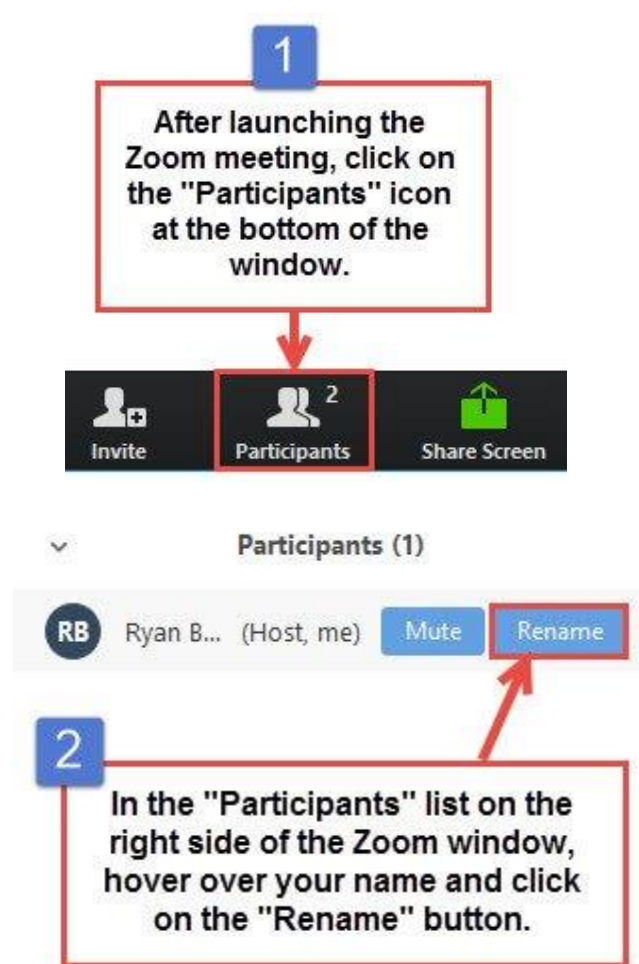 1
After launching the
Zoom meeting, click on
the "Participants" icon
at the bottom of the
window.
2
Invite
Participants
Share Screen
Participants (1)
RB Ryan B... (Host, me) Mute Rename
2
In the "Participants" list on the
right side of the Zoom window,
hover over your name and click
on the "Rename" button.